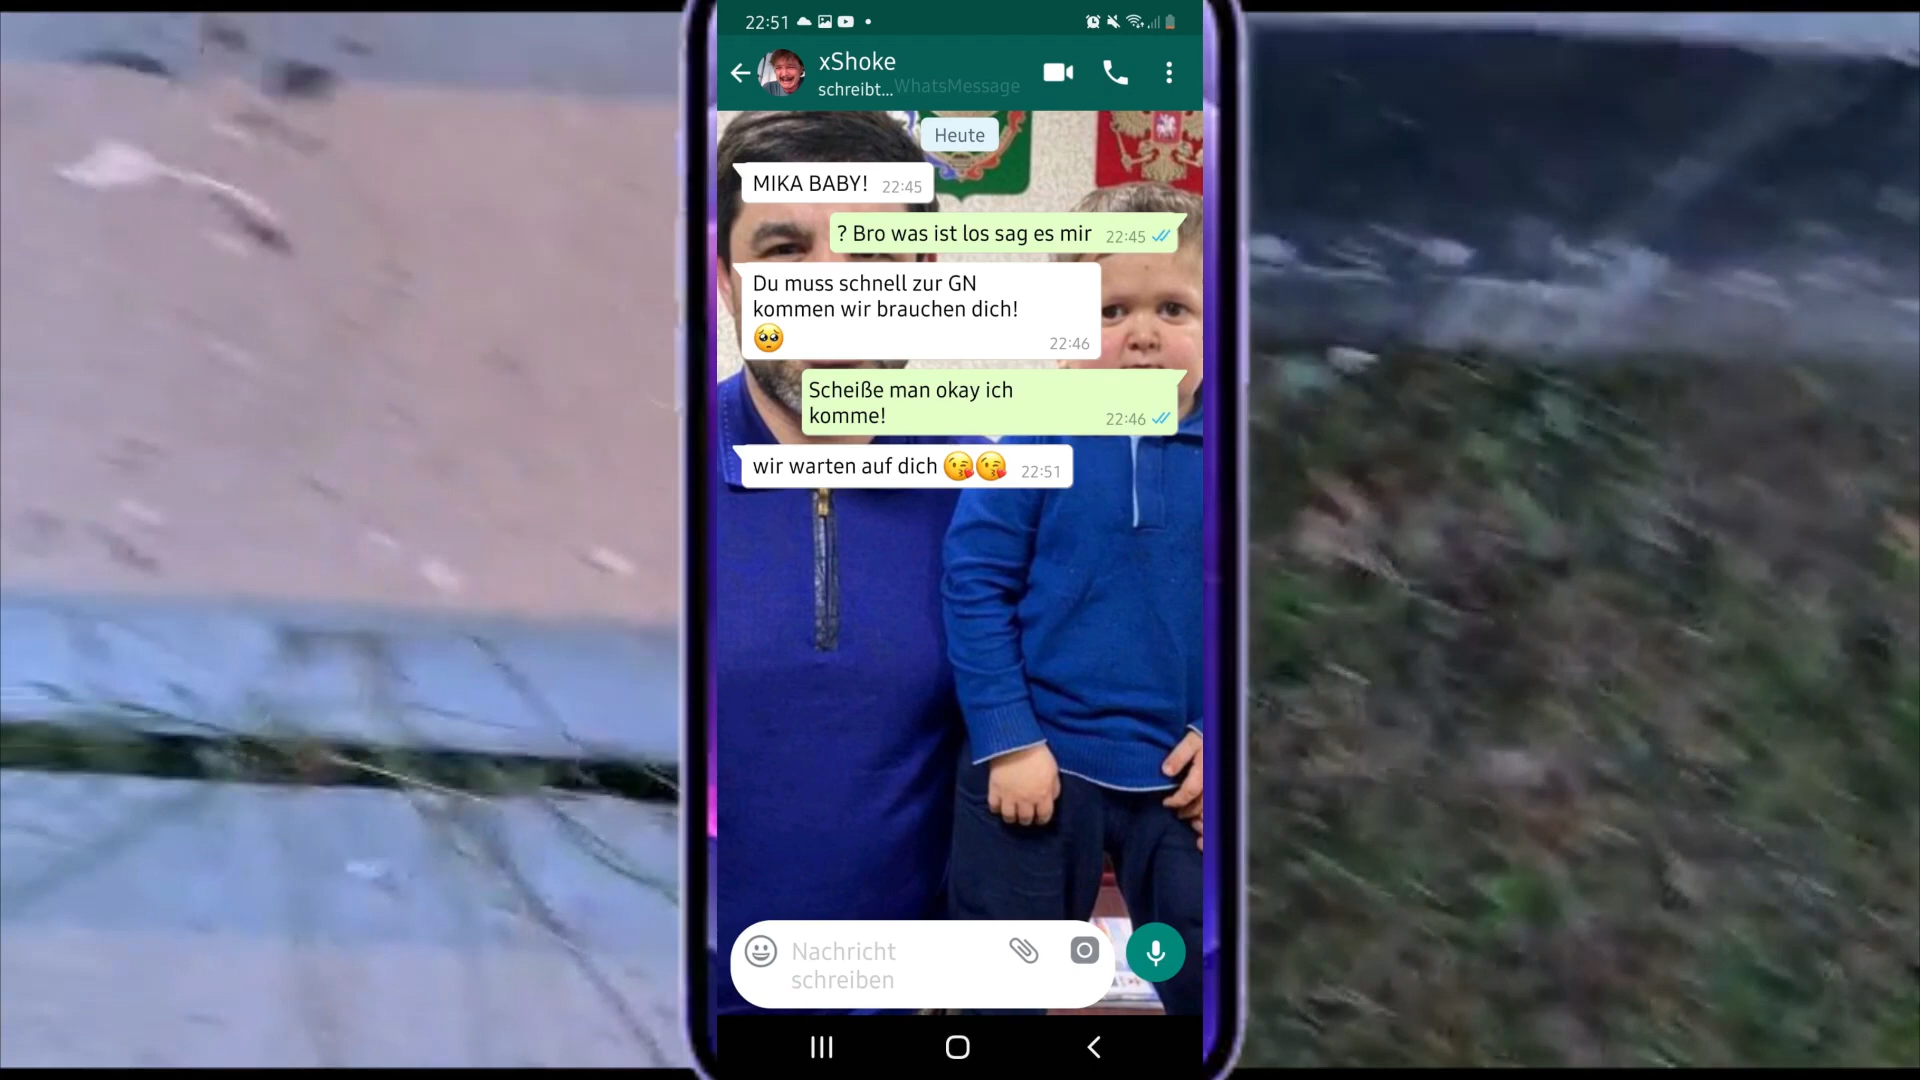 22:51
xShoke
schreibt...
WhatsMessage
Heute
MIKA BABY! 22:45
? Bro was ist los sag es mir 22:45
Du muss schnell zur GN
kommen wir brauchen dich!
🥺 22:46
Scheiße man okay ich
komme! 22:46
wir warten auf dich 😘😘 22:51
Nachricht
schreiben